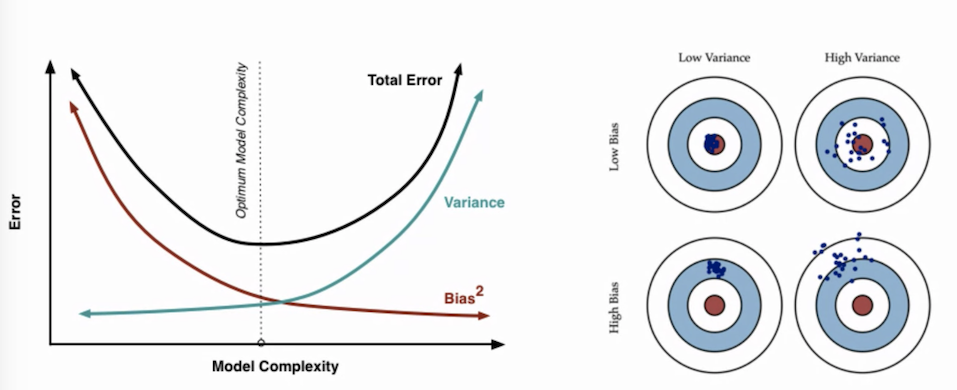 Total Error
Optimum Model Complexity
Error
Variance
Bias²
Model Complexity
Low Variance
High Variance
Low Bias
High Bias